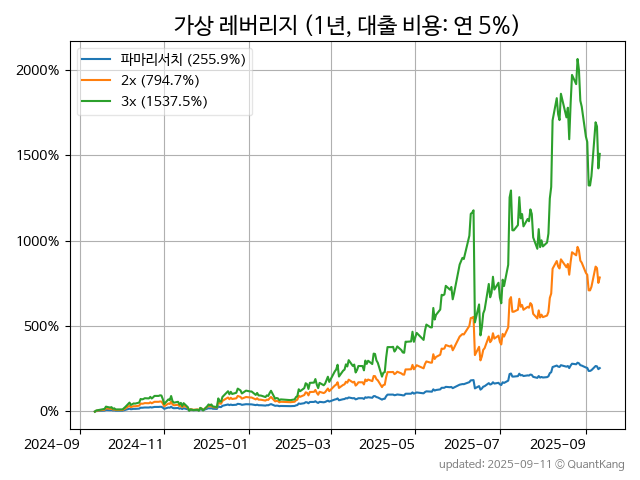 가상 레버리지 (1년, 대출 비용: 연 5%)
파마리서치 (255.9%)
2x (794.7%)
3x (1537.5%)
2000%
1500%
1000%
500%
0%
2024-09 2024-11 2025-01 2025-03 2025-05 2025-07 2025-09
updated: 2025-09-11 © QuantKang